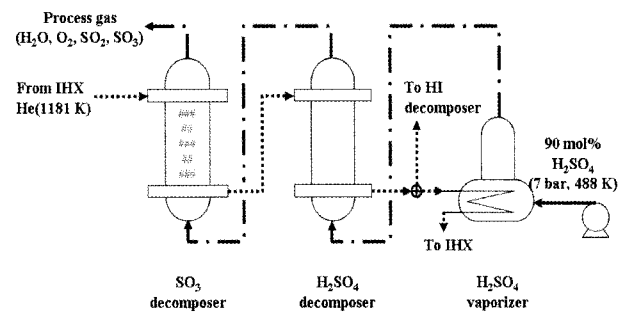 Process gas
(H₂O, O₂, SO₂, SO₃)
From IHX
He(1181 K)
To HI
decomposer
90 mol%
H₂SO₄
(7 bar, 488 K)
To IHX
SO₃
decomposer
H₂SO₄
decomposer
H₂SO₄
vaporizer